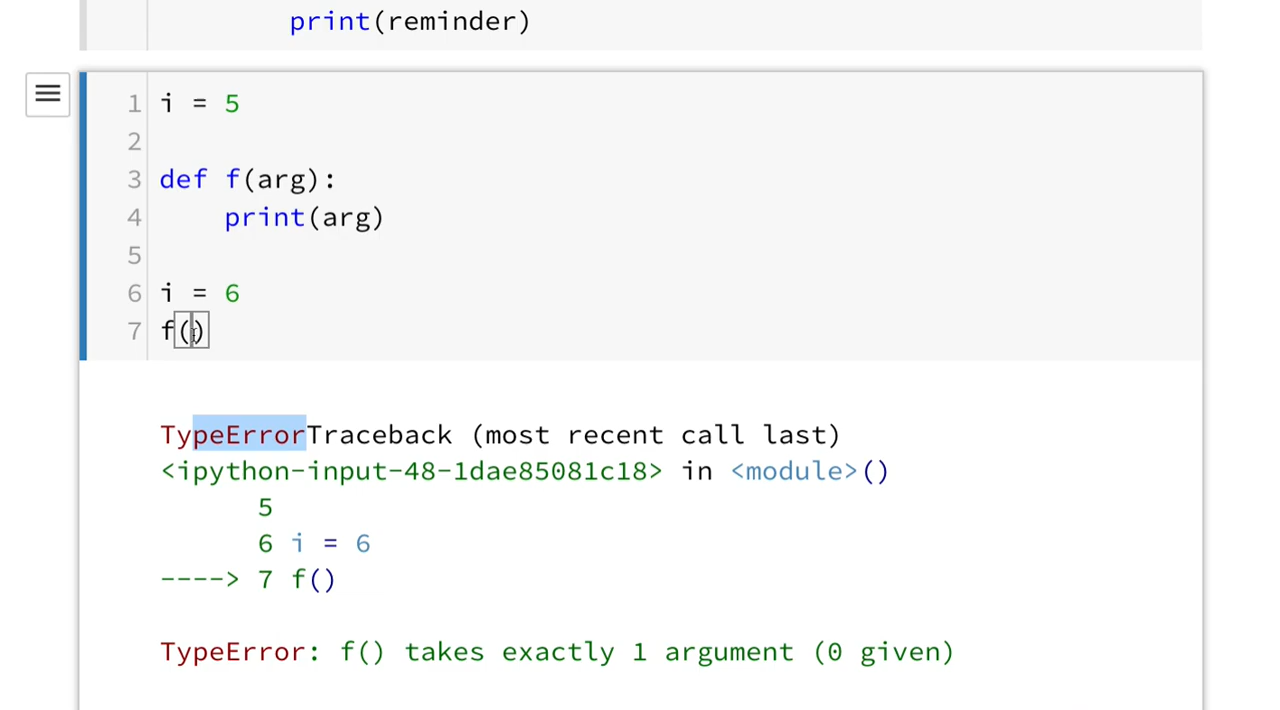 print(reminder)
1 i = 5
2
3 def f(arg):
4     print(arg)
5
6 i = 6
7 f()
TypeErrorTraceback (most recent call last)
<ipython-input-48-1dae85081c18> in <module>()
      5
      6 i = 6
----> 7 f()
TypeError: f() takes exactly 1 argument (0 given)